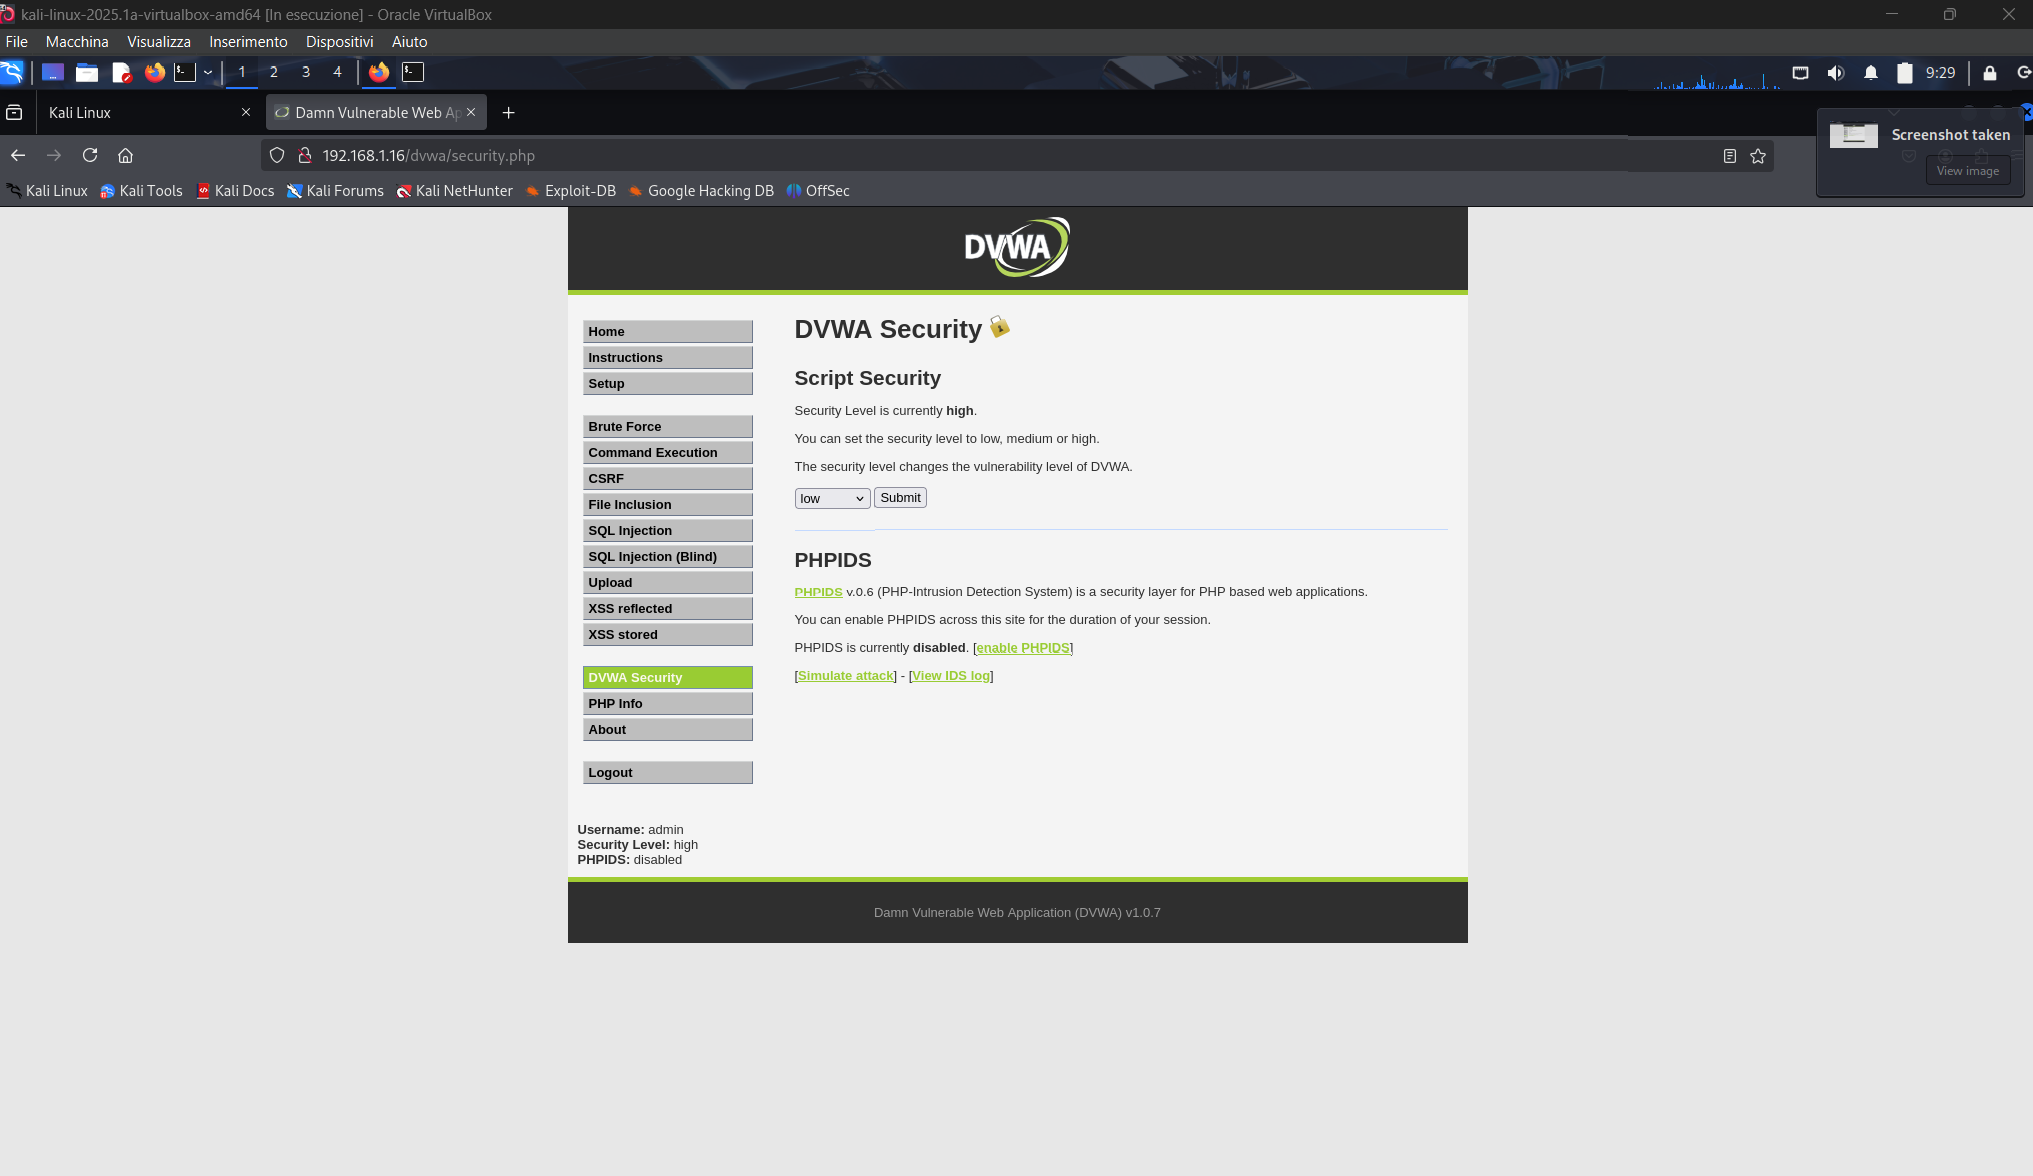 kali-linux-2025.1a-virtualbox-amd64 [In esecuzione] - Oracle VirtualBox
File Macchina Visualizza Inserimento Dispositivi Aiuto
1 2 3 4 9:29
Kali Linux
Damn Vulnerable Web Ap
Screenshot taken
View image
192.168.1.16/dvwa/security.php
Kali Linux Kali Tools Kali Docs Kali Forums Kali NetHunter Exploit-DB Google Hacking DB OffSec
DVWA
Home
Instructions
Setup
Brute Force
Command Execution
CSRF
File Inclusion
SQL Injection
SQL Injection (Blind)
Upload
XSS reflected
XSS stored
DVWA Security
PHP Info
About
Logout
DVWA Security
Script Security
Security Level is currently high.
You can set the security level to low, medium or high.
The security level changes the vulnerability level of DVWA.
low Submit
PHPIDS
PHPIDS v.0.6 (PHP-Intrusion Detection System) is a security layer for PHP based web applications.
You can enable PHPIDS across this site for the duration of your session.
PHPIDS is currently disabled. [enable PHPIDS]
[Simulate attack] - [View IDS log]
Username: admin
Security Level: high
PHPIDS: disabled
Damn Vulnerable Web Application (DVWA) v1.0.7